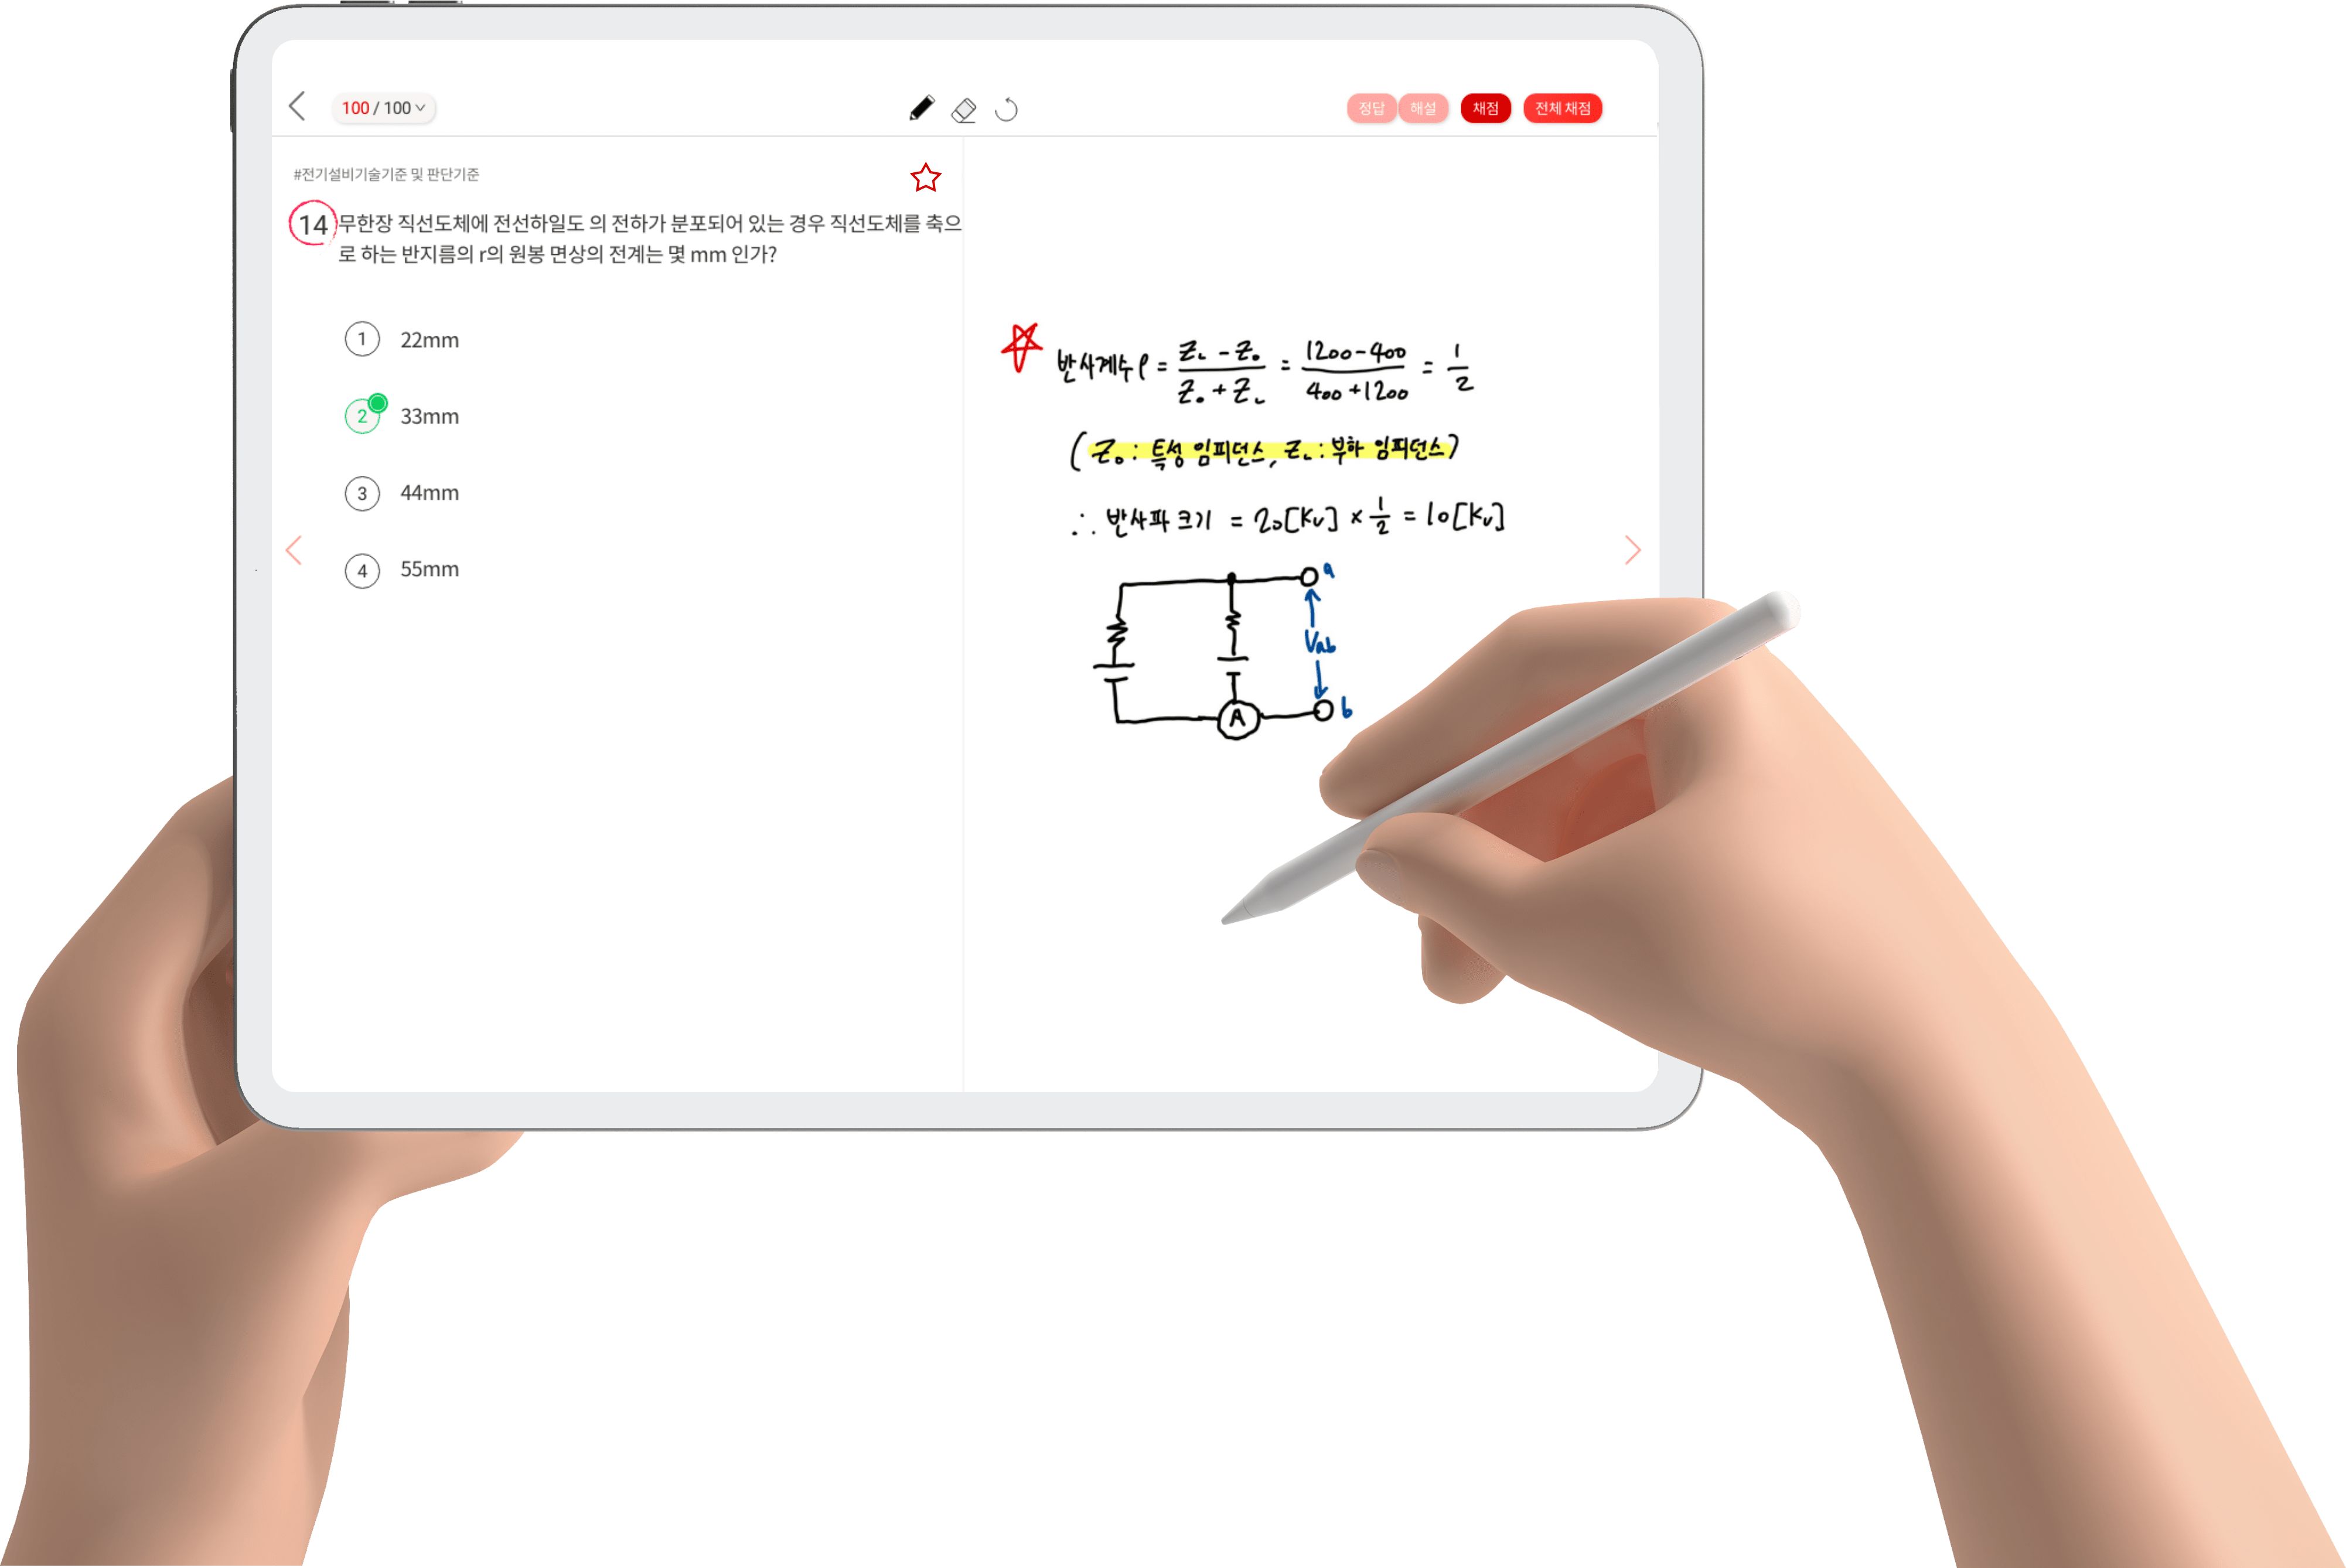 100 / 100
정답 해설 채점 전체 채점
#전기설비기술기준 및 판단기준
14 무한장 직선도체에 전선하일도 의 전하가 분포되어 있는 경우 직선도체를 축으
로 하는 반지름의 r의 원봉 면상의 전계는 몇 mm 인가?
1 22mm
2 33mm
3 44mm
4 55mm
반사계수 ρ = (Z_L - Z_0)/(Z_0 + Z_L) = (1200-400)/(400+1200) = 1/2
(Z_0 : 특성 임피던스, Z_L : 부하 임피던스)
∴ 반사파 크기 = 20[KV] × 1/2 = 10[KV]
a
Vab
A
b